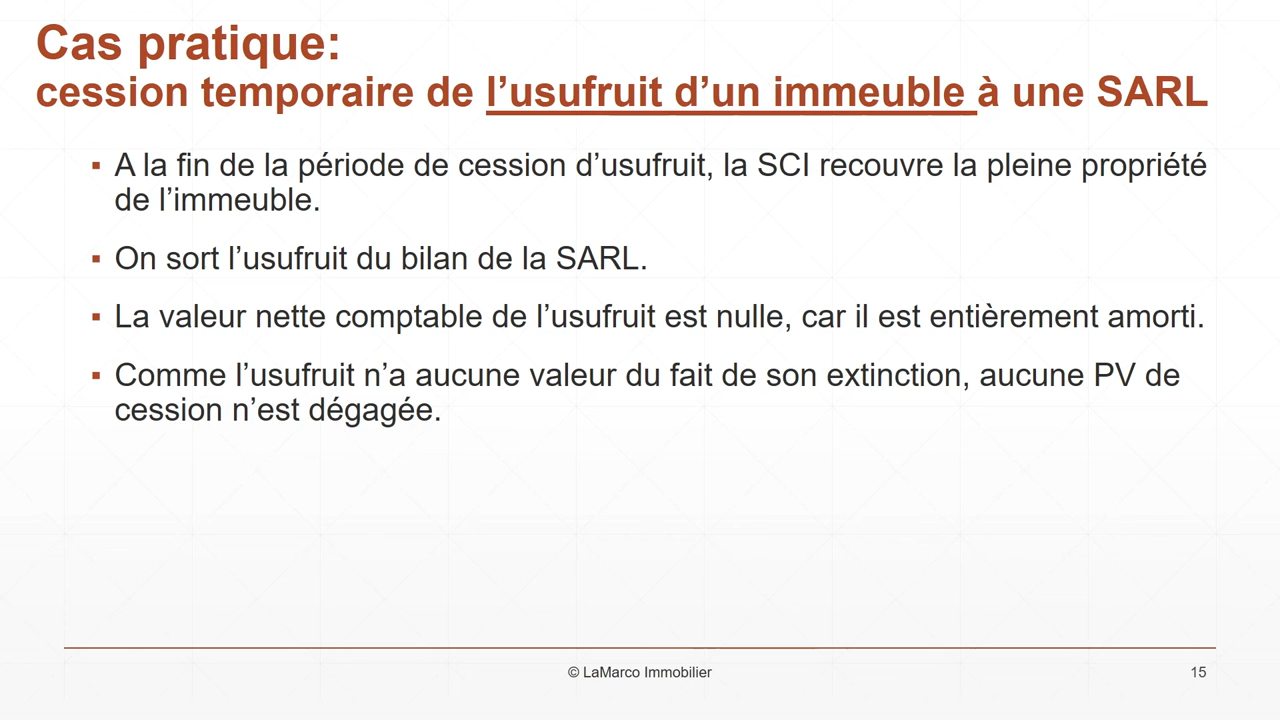 Cas pratique:
cession temporaire de l’usufruit d’un immeuble à une SARL
▪ A la fin de la période de cession d’usufruit, la SCI recouvre la pleine propriété
de l’immeuble.
▪ On sort l’usufruit du bilan de la SARL.
▪ La valeur nette comptable de l’usufruit est nulle, car il est entièrement amorti.
▪ Comme l’usufruit n’a aucune valeur du fait de son extinction, aucune PV de
cession n’est dégagée.
© LaMarco Immobilier
15